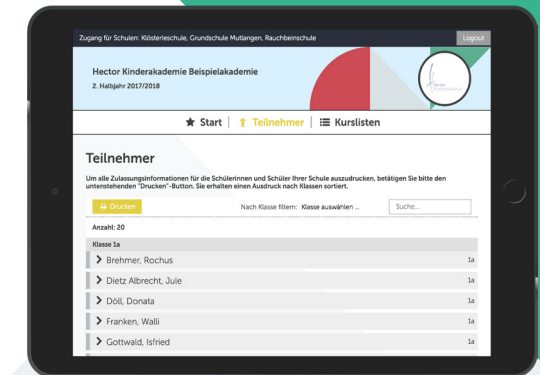 Zugang für Schulen: Klösterleschule, Grundschule Mutlangen, Rauchbeinschule
Logout
Hector Kinderakademie Beispielakademie
2. Halbjahr 2017/2018
Start | Teilnehmer | Kurslisten
Teilnehmer
Um alle Zulassungsinformationen für die Schülerinnen und Schüler Ihrer Schule auszudrucken, betätigen Sie bitte den
untenstehenden "Drucken"-Button. Sie erhalten einen Ausdruck nach Klassen sortiert.
Drucken
Nach Klasse filtern: Klasse auswählen ...
Suche...
Anzahl: 20
Klasse 1a
Brehmer, Rochus 1a
Dietz Albrecht, Jule 1a
Döll, Donata 1a
Franken, Walli 1a
Gottwald, Isfried 1a